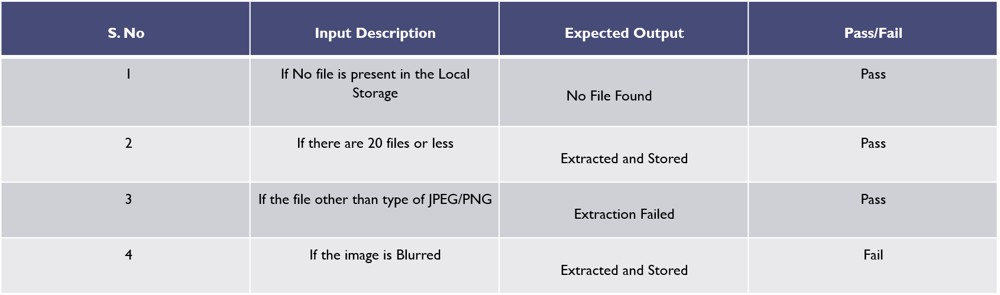 S. No Input Description Expected Output Pass/Fail
1 If No file is present in the Local Pass
Storage
No File Found
2 If there are 20 files or less Pass
Extracted and Stored
3 If the file other than type of JPEG/PNG Pass
Extraction Failed
4 If the image is Blurred Fail
Extracted and Stored